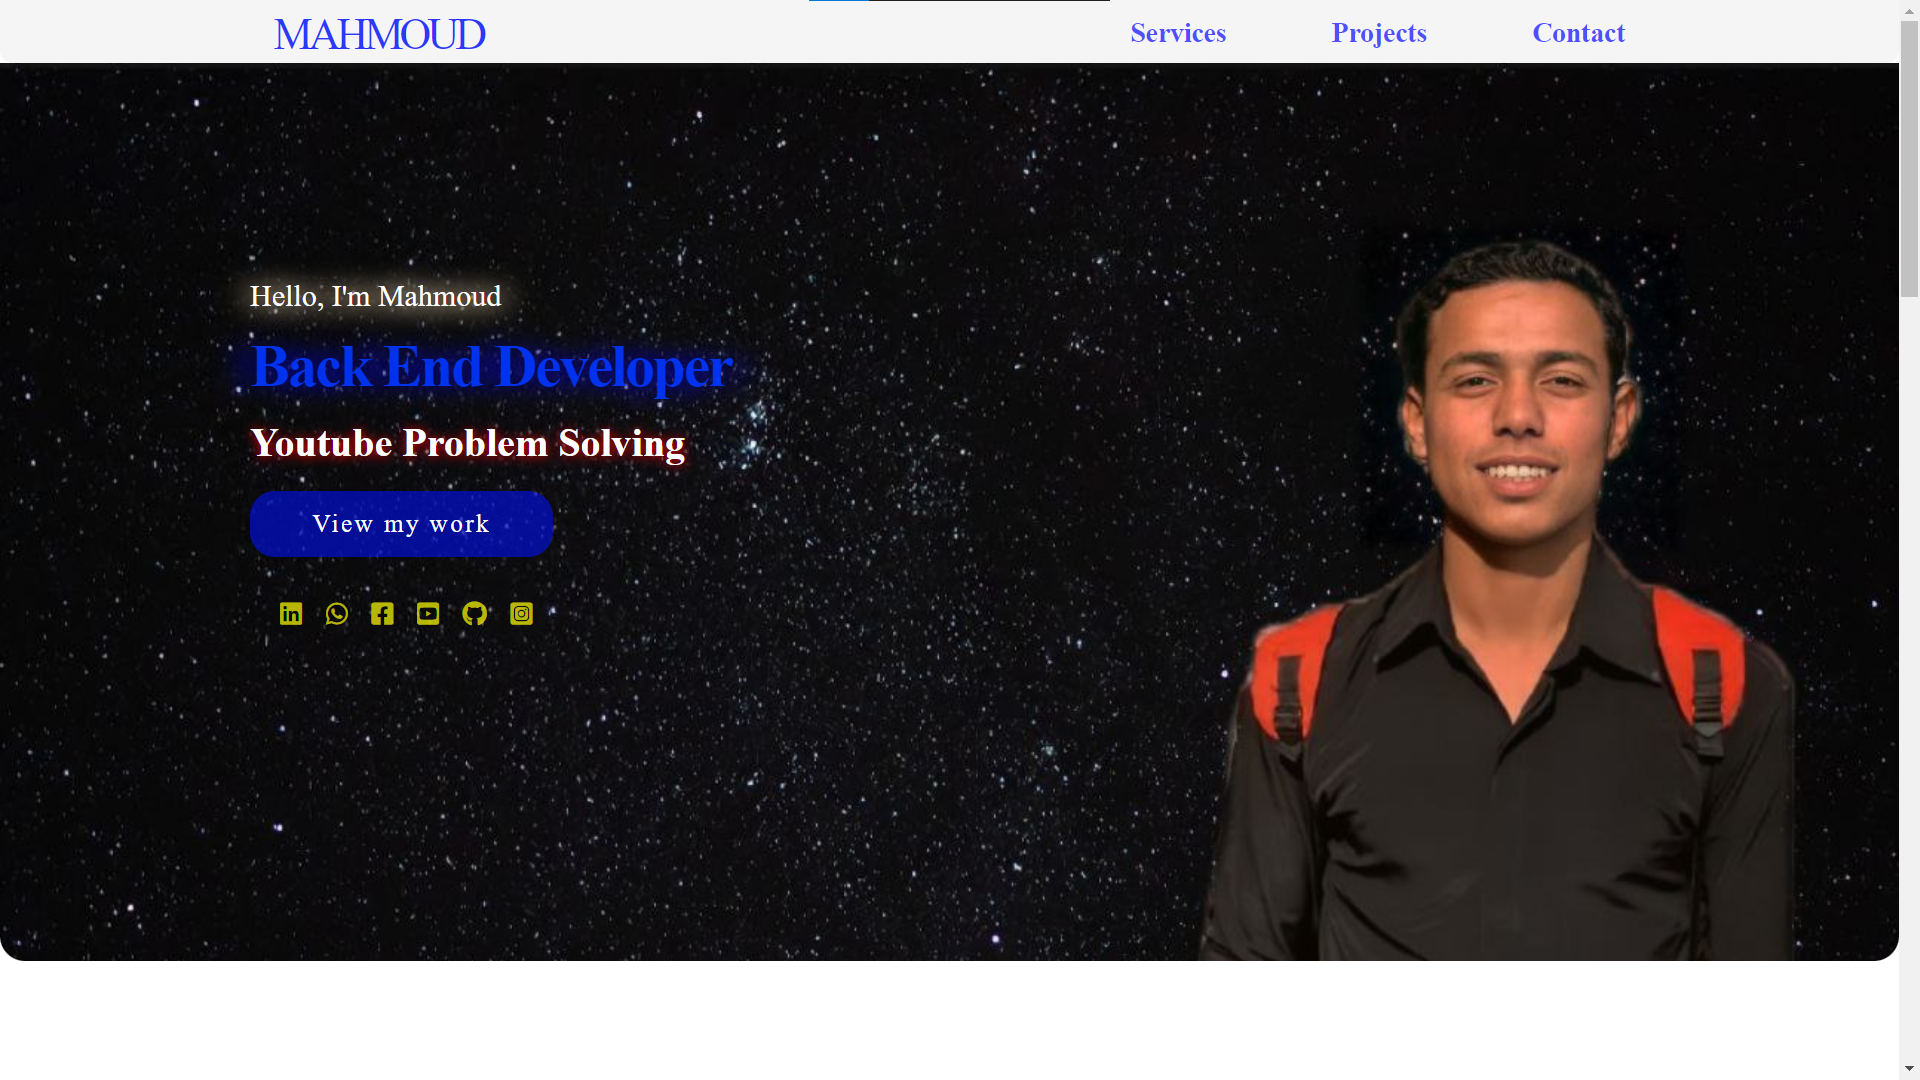 MAHMOUD
Services
Projects
Contact
Hello, I'm Mahmoud
Back End Developer
Youtube Problem Solving
View my work